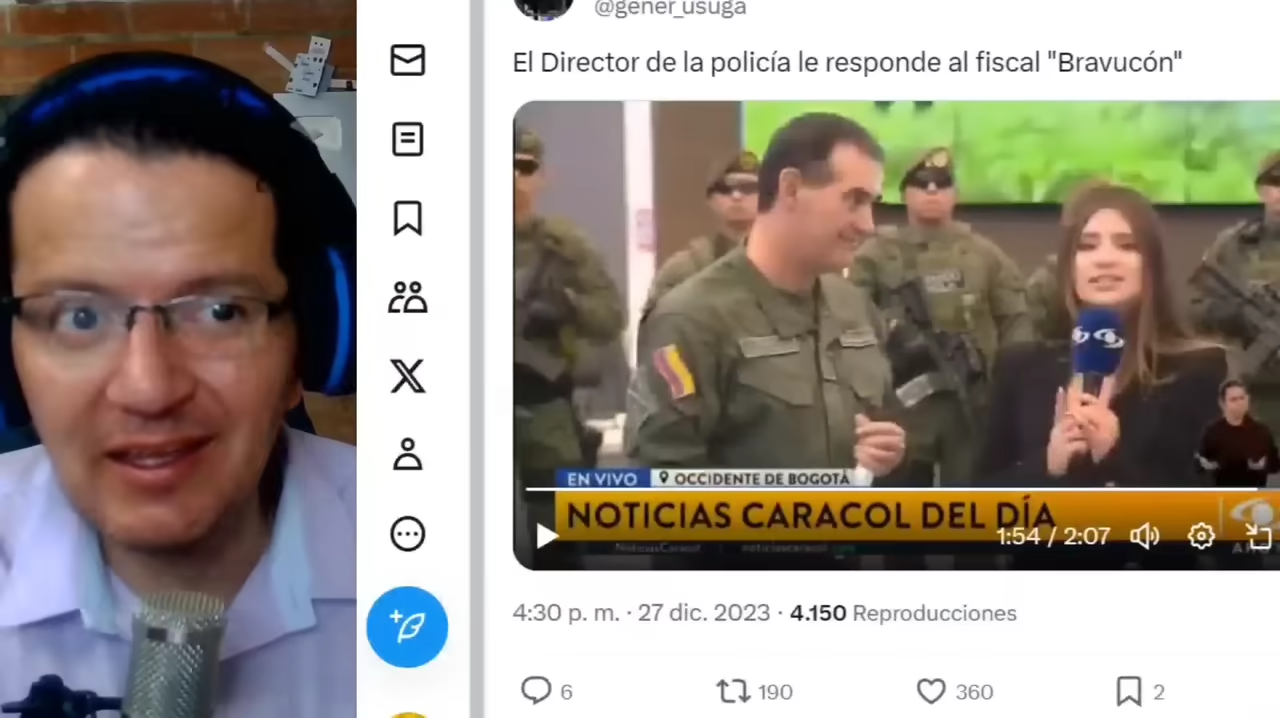 @gener_usuga
El Director de la policía le responde al fiscal "Bravucón"
EN VIVO
OCCIDENTE DE BOGOTÁ
NOTICIAS CARACOL DEL DÍA
1:54 / 2:07
4:30 p. m. · 27 dic. 2023 · 4.150 Reproducciones
6
190
360
2